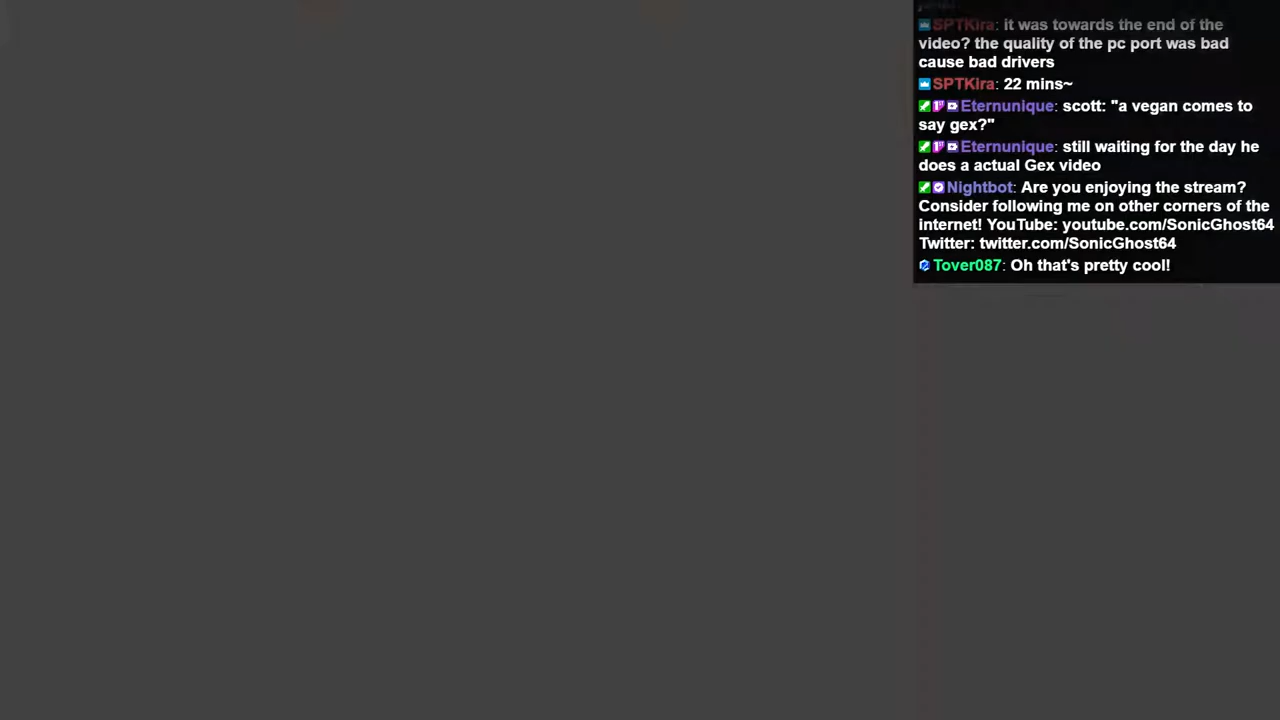 SPTKira: it was towards the end of the
video? the quality of the pc port was bad
cause bad drivers
SPTKira: 22 mins~
Eternunique: scott: "a vegan comes to
say gex?"
Eternunique: still waiting for the day he
does a actual Gex video
Nightbot: Are you enjoying the stream?
Consider following me on other corners of the
internet! YouTube: youtube.com/SonicGhost64
Twitter: twitter.com/SonicGhost64
Tover087: Oh that's pretty cool!